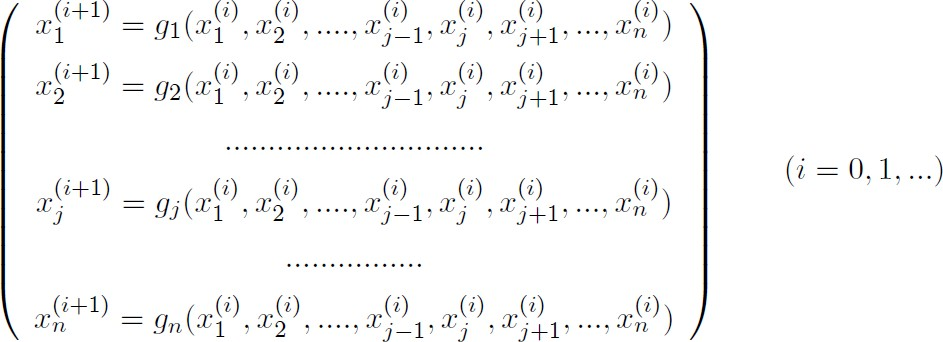 x_1^{(i+1)} = g_1(x_1^{(i)}, x_2^{(i)}, ...., x_{j-1}^{(i)}, x_j^{(i)}, x_{j+1}^{(i)}, ..., x_n^{(i)})
x_2^{(i+1)} = g_2(x_1^{(i)}, x_2^{(i)}, ...., x_{j-1}^{(i)}, x_j^{(i)}, x_{j+1}^{(i)}, ..., x_n^{(i)})
..............................
(i = 0, 1, ...)
x_j^{(i+1)} = g_j(x_1^{(i)}, x_2^{(i)}, ...., x_{j-1}^{(i)}, x_j^{(i)}, x_{j+1}^{(i)}, ..., x_n^{(i)})
................
x_n^{(i+1)} = g_n(x_1^{(i)}, x_2^{(i)}, ...., x_{j-1}^{(i)}, x_j^{(i)}, x_{j+1}^{(i)}, ..., x_n^{(i)})